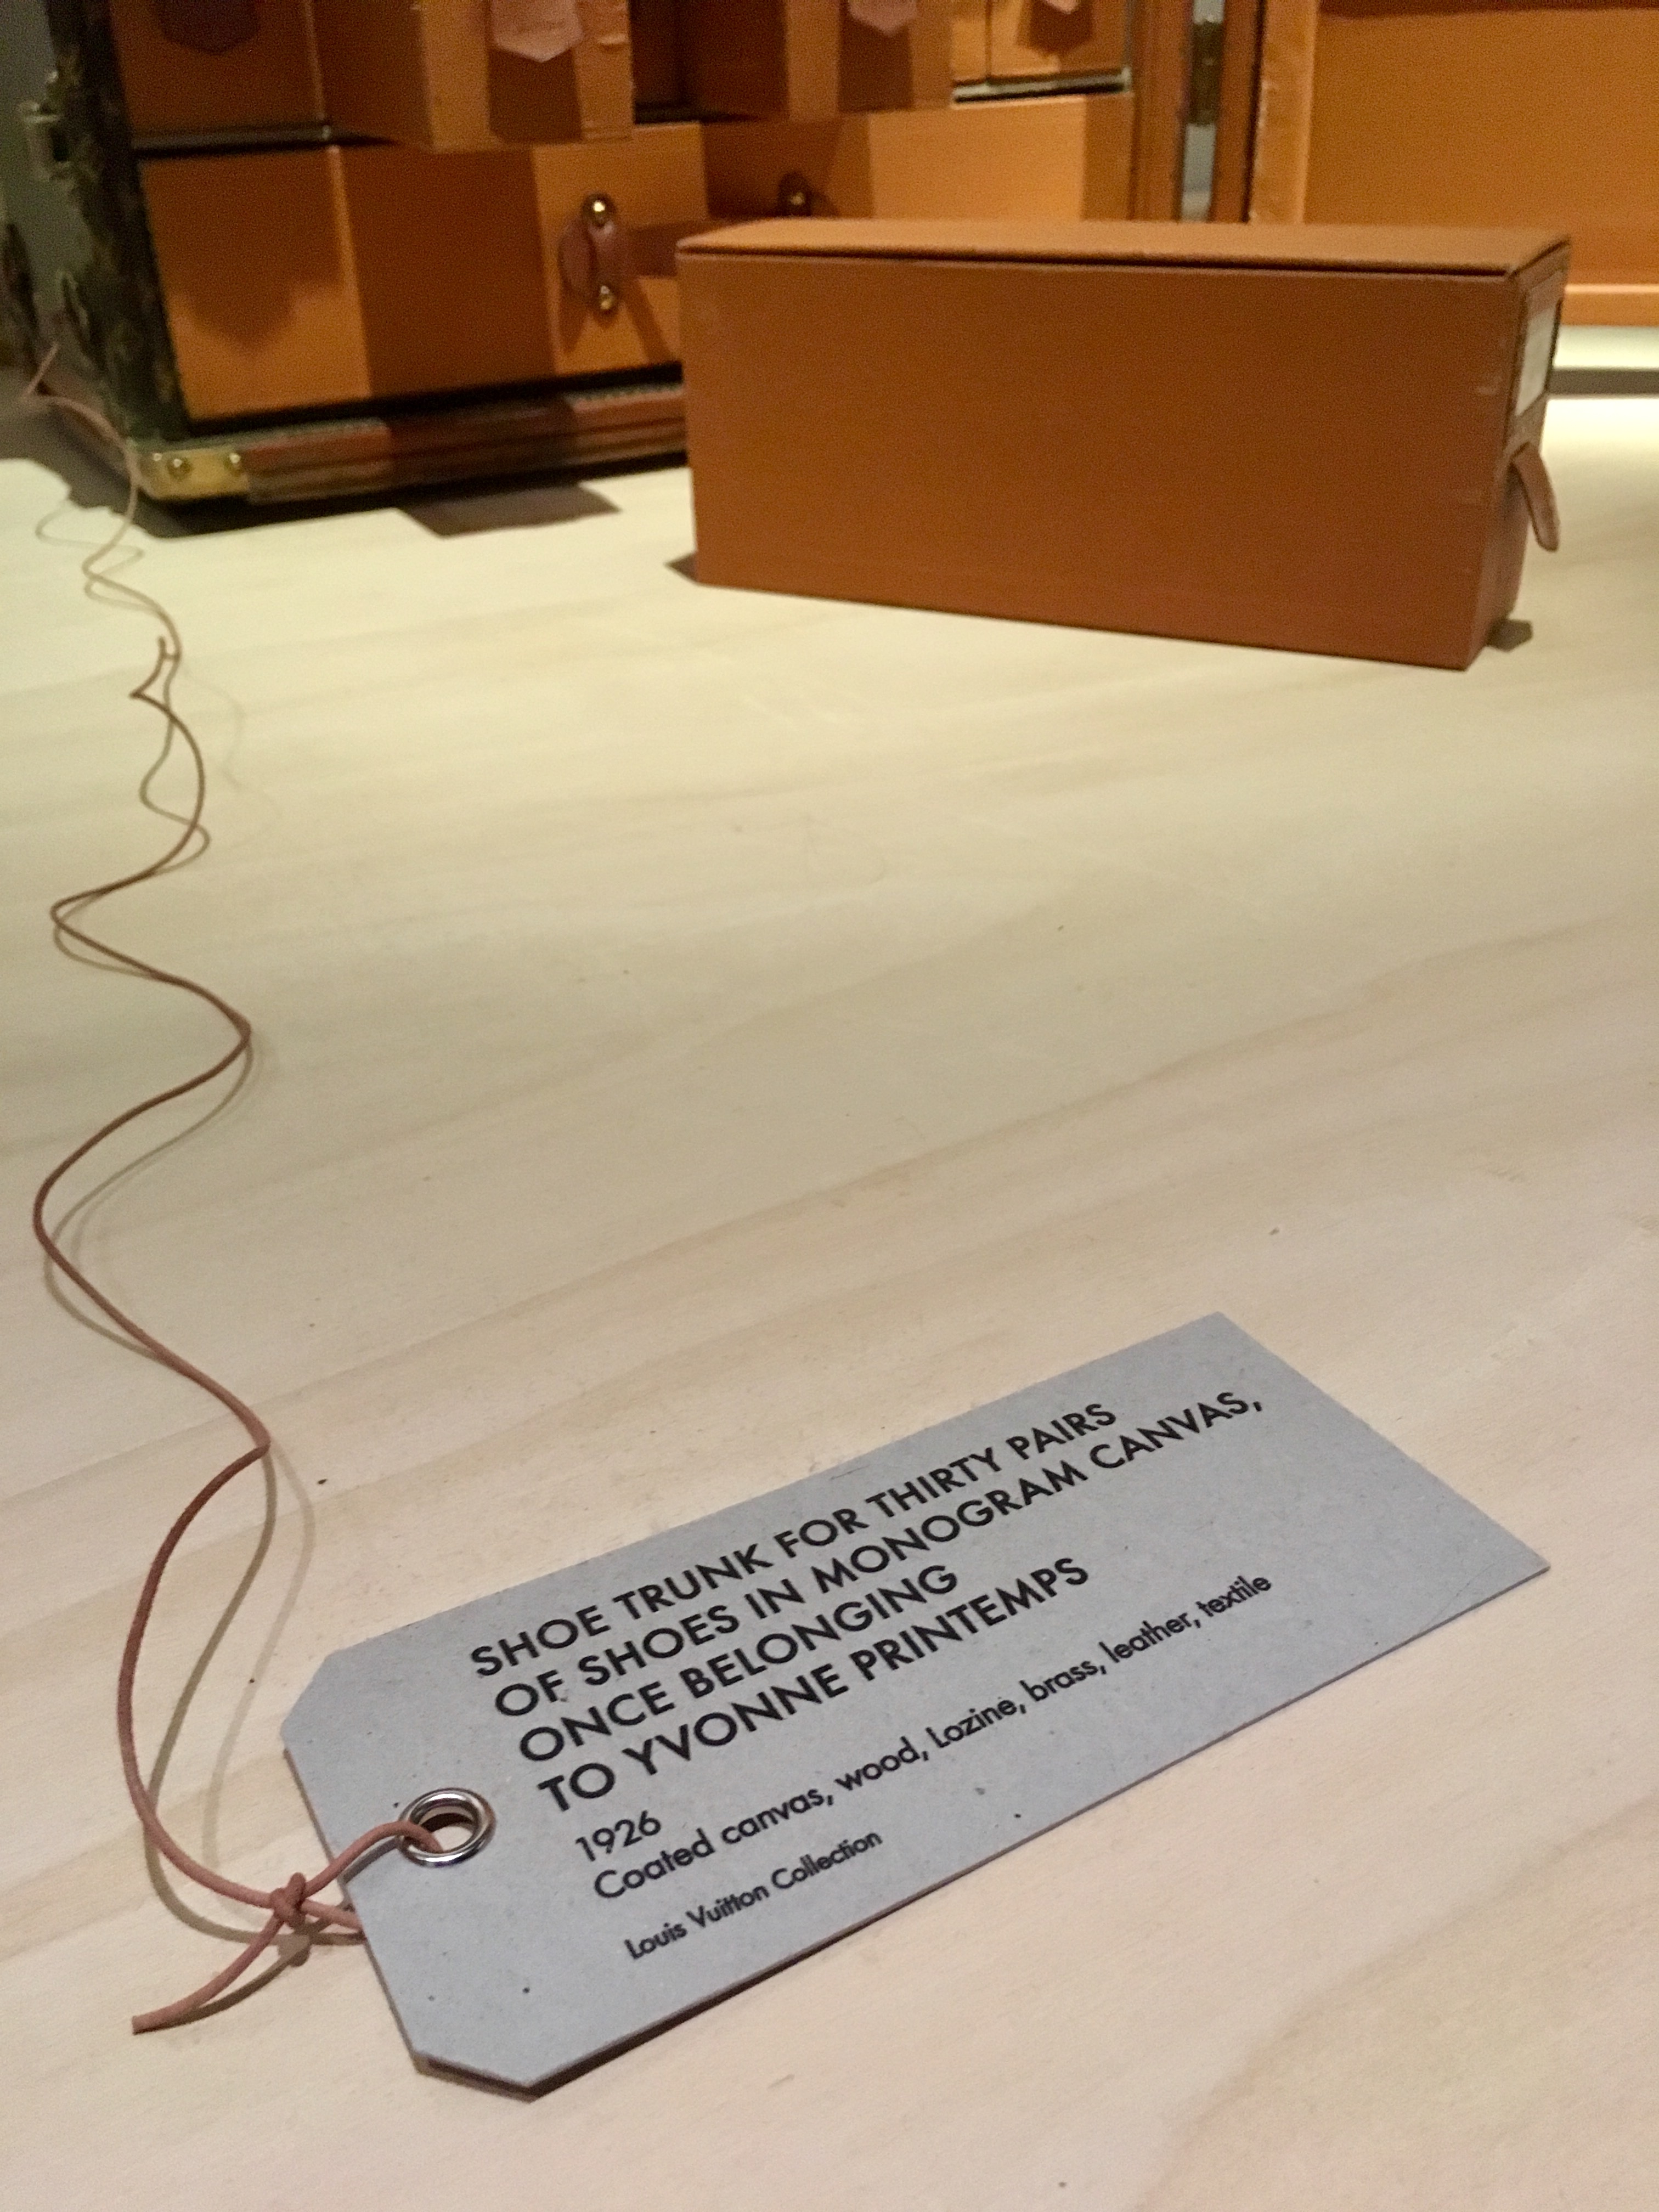 SHOE TRUNK FOR THIRTY PAIRS
OF SHOES IN MONOGRAM CANVAS,
ONCE BELONGING
TO YVONNE PRINTEMPS
1926
Coated canvas, wood, Lozine, brass, leather, textile
Louis Vuitton Collection